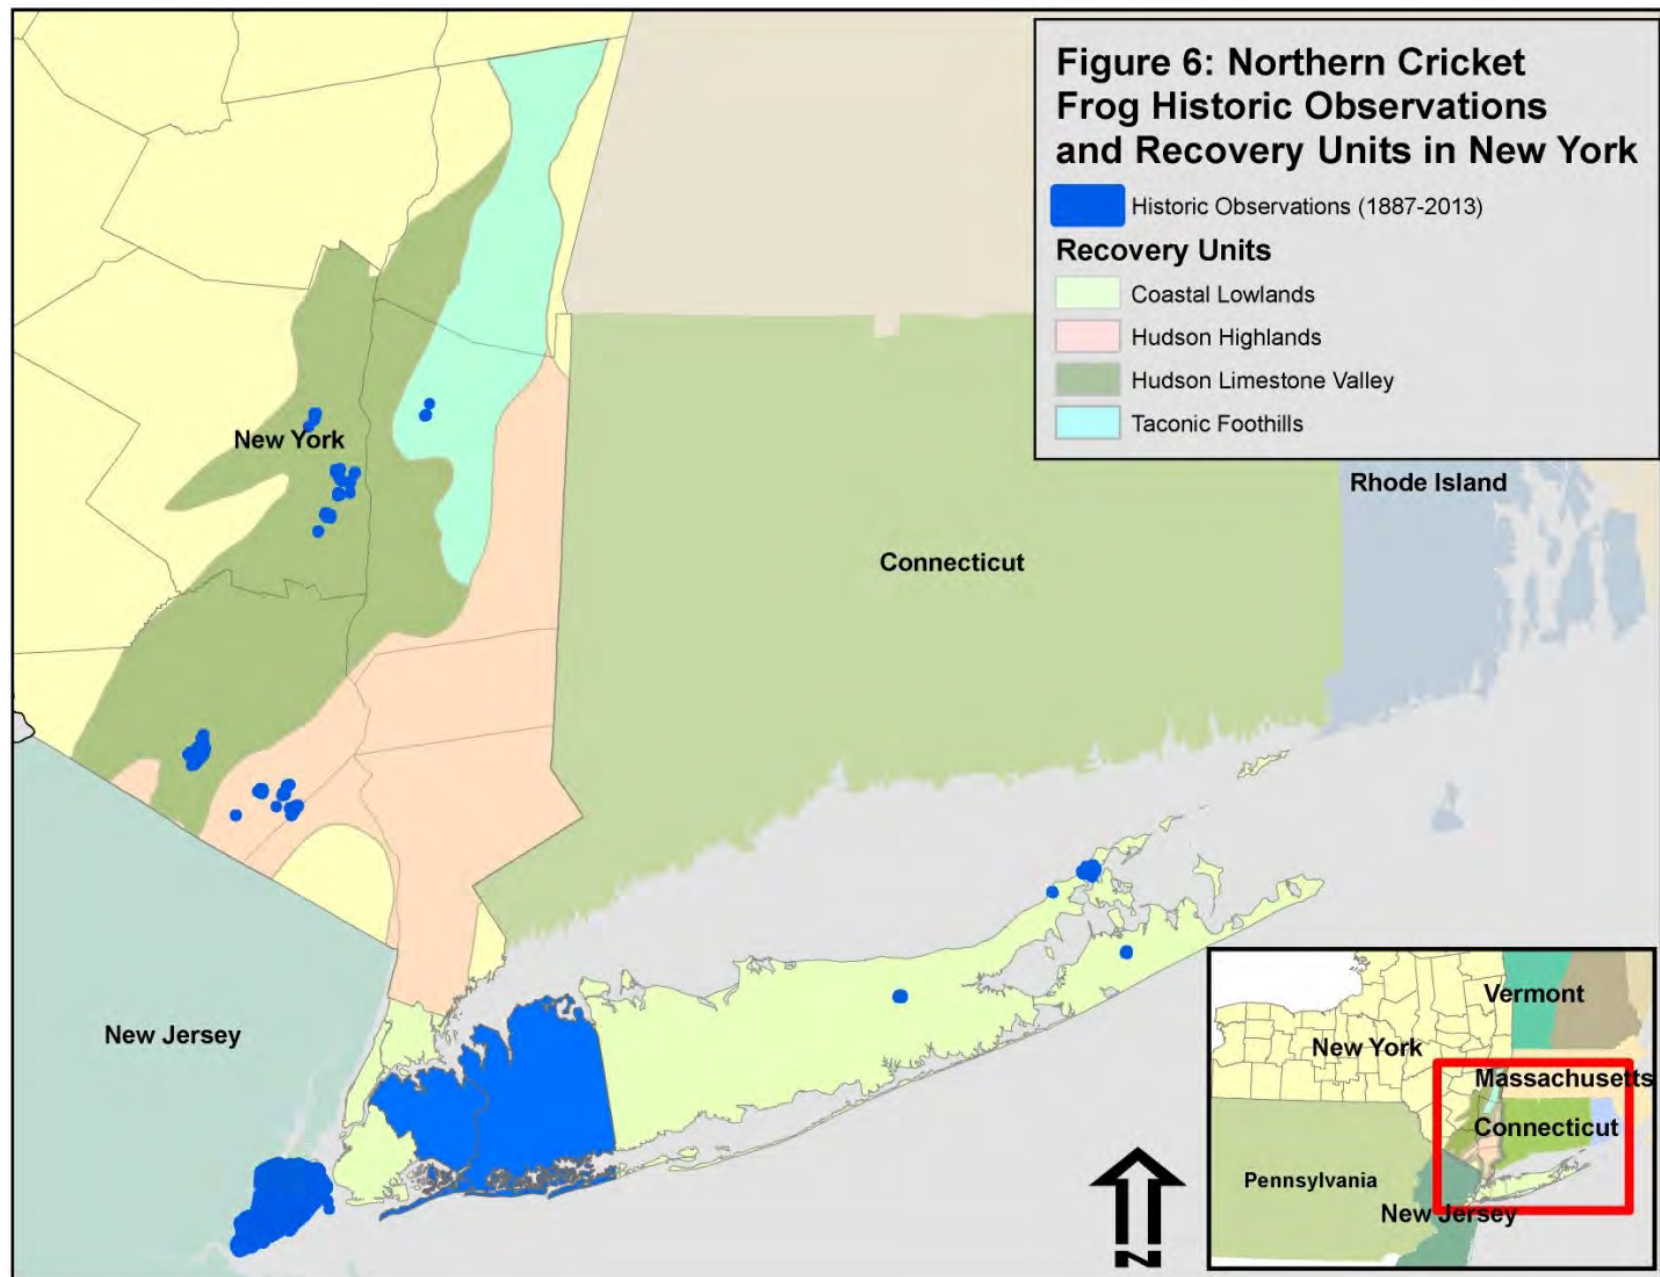 Figure 6: Northern Cricket
Frog Historic Observations
and Recovery Units in New York
Historic Observations (1887-2013)
Recovery Units
Coastal Lowlands
Hudson Highlands
Hudson Limestone Valley
Taconic Foothills
New York
Rhode Island
Connecticut
New Jersey
N
Vermont
New York
Massachusetts
Connecticut
Pennsylvania
New Jersey